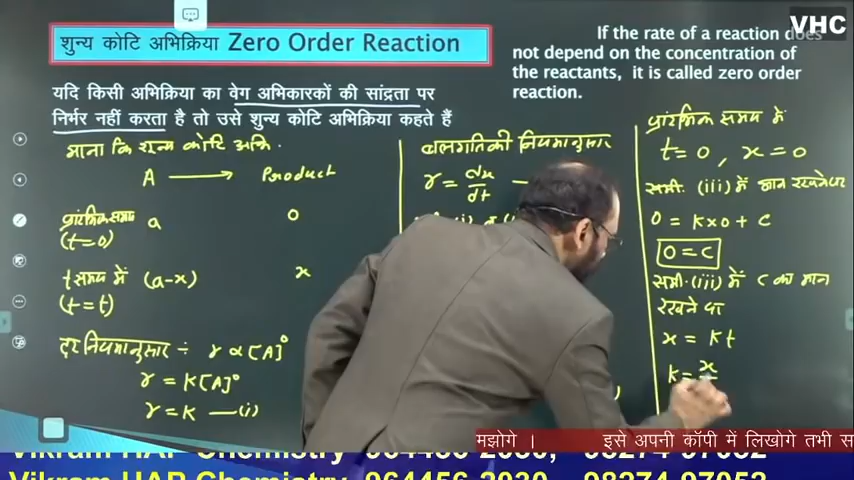 VHC
शुन्य कोटि अभिक्रिया Zero Order Reaction
If the rate of a reaction does
not depend on the concentration of
the reactants, it is called zero order
reaction.
यदि किसी अभिक्रिया का वेग अभिकारकों की सांद्रता पर
निर्भर नहीं करता है तो उसे शुन्य कोटि अभिक्रिया कहते हैं
माना कि शून्य कोटि अभि.
A ⟶ Product
प्रारंभिक समय a 0
(t=0)
t समय में (a-x) x
(t=t)
दर नियमानुसार ÷ r ∝ [A]⁰
r = K[A]⁰
r = K —(i)
बलगतिकी नियमानुसार
r = dx/dt —
प्रारंभिक समय में
t = 0 , x = 0
समी. (iii) में मान रखने पर
0 = K×0 + C
0 = C
समी.(iii) में C का मान
रखने पर
x = Kt
K = x
मझोगे । इसे अपनी कॉपी में लिखोगे तभी स